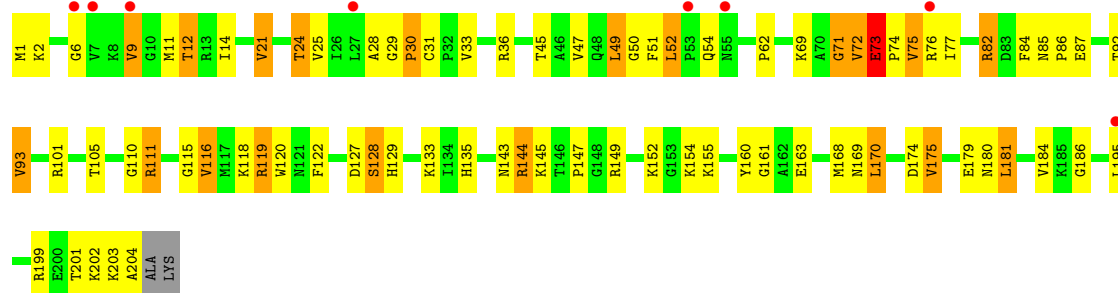 M1 K2 G6 V7 K8 V9 G10 M11 T12 R13 I14 V21 T24 V25 I26 L27 A28 G29 P30 C31 P32 V33 R36 T45 A46 V47 Q48 L49 G50 F51 L52 P53 Q54 N55 P62 K69 A70 G71 V72 E73 P74 V75 R76 I77 R82 D83 F84 N85 P86 E87 T92
V93 R101 T105 G110 R111 G115 V116 M117 K118 R119 W120 N121 F122 D127 S128 H129 K133 I134 H135 N143 R144 K145 T146 P147 G148 R149 K152 G153 K154 K155 Y160 G161 A162 E163 M168 N169 L170 D174 V175 E179 N180 L181 V184 K185 G186 L195
R199 E200 T201 K202 K203 A204 ALA LYS